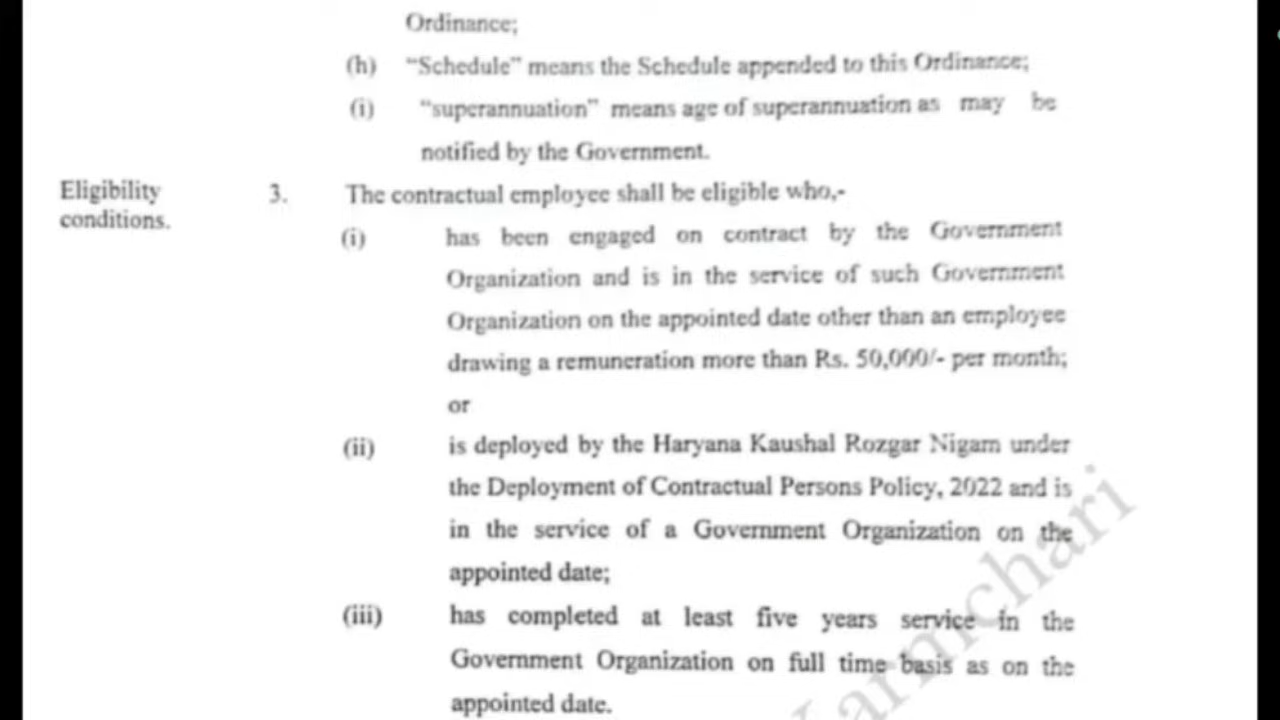 Ordinance;
(h) "Schedule" means the Schedule appended to this Ordinance;
(i) "superannuation" means age of superannuation as may be
notified by the Government.
Eligibility
conditions.
3. The contractual employee shall be eligible who,-
(i) has been engaged on contract by the Government
Organization and is in the service of such Government
Organization on the appointed date other than an employee
drawing a remuneration more than Rs. 50,000/- per month;
or
(ii) is deployed by the Haryana Kaushal Rozgar Nigam under
the Deployment of Contractual Persons Policy, 2022 and is
in the service of a Government Organization on the
appointed date;
(iii) has completed at least five years service in the
Government Organization on full time basis as on the
appointed date.
Karmchari